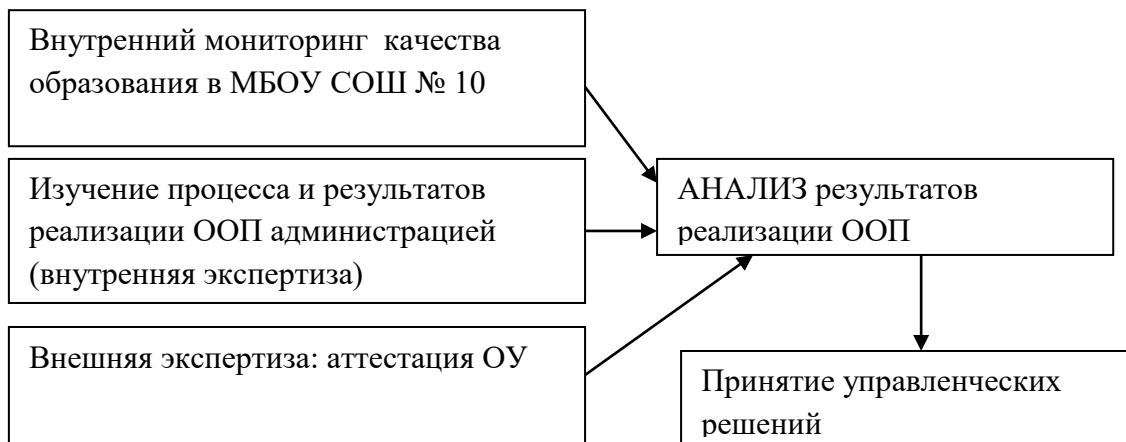 Внутренний мониторинг качества
образования в МБОУ СОШ № 10
Изучение процесса и результатов
реализации ООП администрацией
(внутренняя экспертиза)
АНАЛИЗ результатов
реализации ООП
Внешняя экспертиза: аттестация ОУ
Принятие управленческих
решений